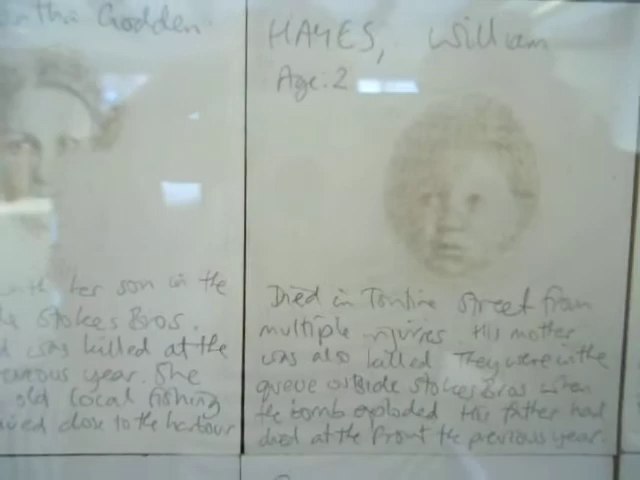 Godden
with her son in the
Stokes Bros.
was killed at the
year. She
old local fishing
close to the harbour
HAYES, William
Age: 2
Died in Tontine street from
multiple injuries His mother
was also killed They were in the
queue outside Stokes Bros when
the bomb exploded His father had
died at the Front the previous year.